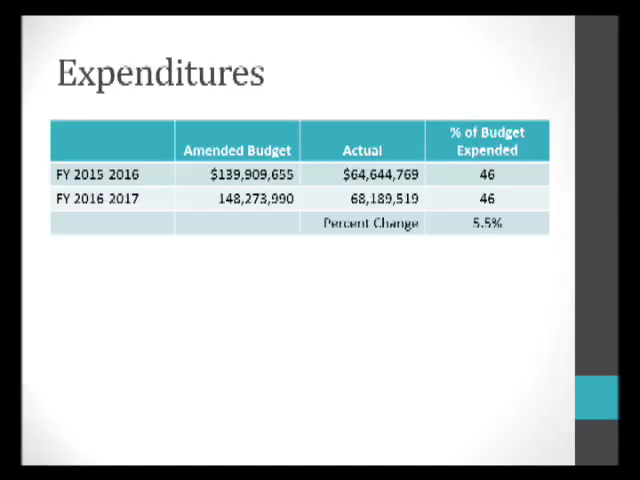 Expenditures
Amended Budget Actual % of Budget Expended
FY 2015 2016 $139,909,655 $64,644,769 46
FY 2016 2017 148,273,990 68,189,519 46
Percent Change 5.5%